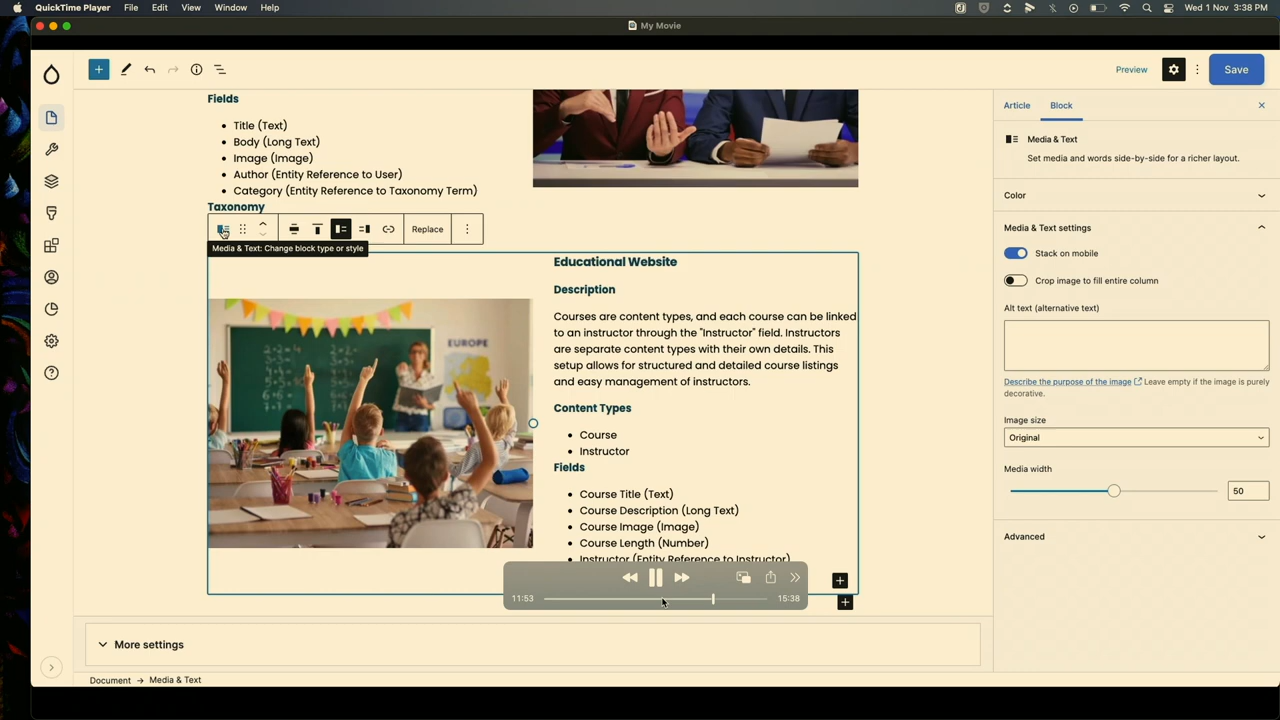 QuickTime Player File Edit View Window Help Wed 1 Nov 3:38 PM
My Movie
Preview
Save
Fields
Title (Text)
Body (Long Text)
Image (Image)
Author (Entity Reference to User)
Category (Entity Reference to Taxonomy Term)
Taxonomy
Replace
Media & Text: Change block type or style
Educational Website
Description
Courses are content types, and each course can be linked
to an instructor through the "Instructor" field. Instructors
are separate content types with their own details. This
setup allows for structured and detailed course listings
and easy management of instructors.
Content Types
Course
Instructor
Fields
Course Title (Text)
Course Description (Long Text)
Course Image (Image)
Course Length (Number)
Instructor (Entity Reference to Instructor)
EUROPE
11:53
15:38
More settings
Document → Media & Text
Article Block
Media & Text
Set media and words side-by-side for a richer layout.
Color
Media & Text settings
Stack on mobile
Crop image to fill entire column
Alt text (alternative text)
Describe the purpose of the image Leave empty if the image is purely
decorative.
Image size
Original
Media width
50
Advanced